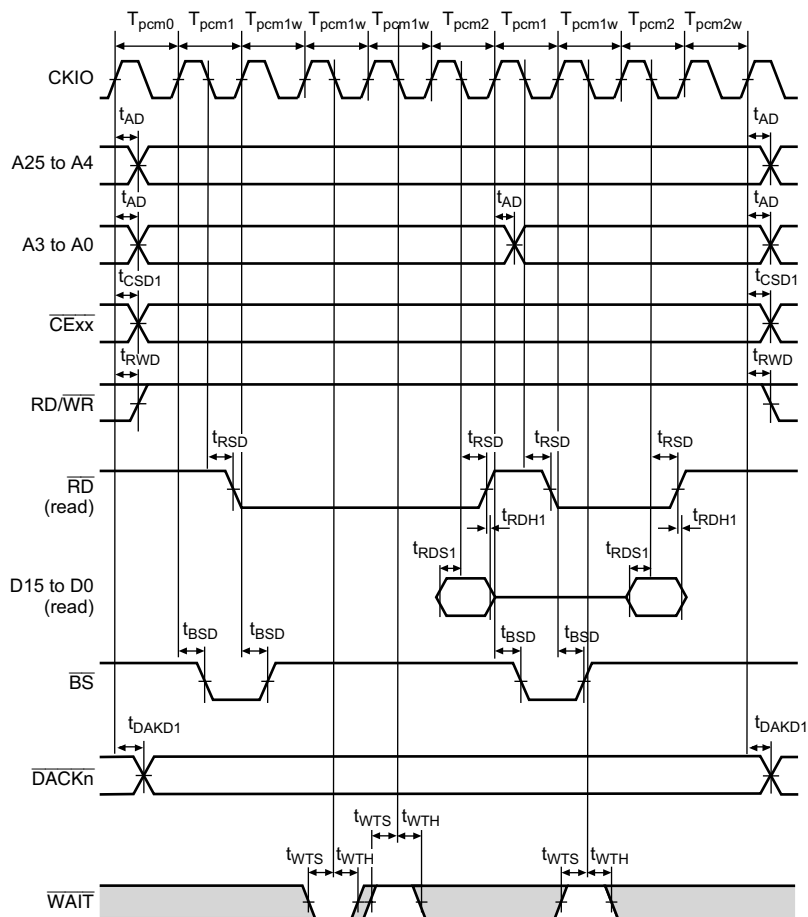 Tpcm0 Tpcm1 Tpcm1w Tpcm1w Tpcm1w Tpcm2 Tpcm1 Tpcm1w Tpcm2 Tpcm2w
CKIO
tAD tAD
A25 to A4
tAD tAD tAD
A3 to A0
tCSD1 tCSD1
CExx
tRWD tRWD
RD/WR
tRSD tRSD tRSD tRSD
RD
(read)
tRDH1 tRDH1
tRDS1 tRDS1
D15 to D0
(read)
tBSD tBSD tBSD tBSD
BS
tDAKD1 tDAKD1
DACKn
tWTS tWTH
tWTS tWTH tWTS tWTH
WAIT